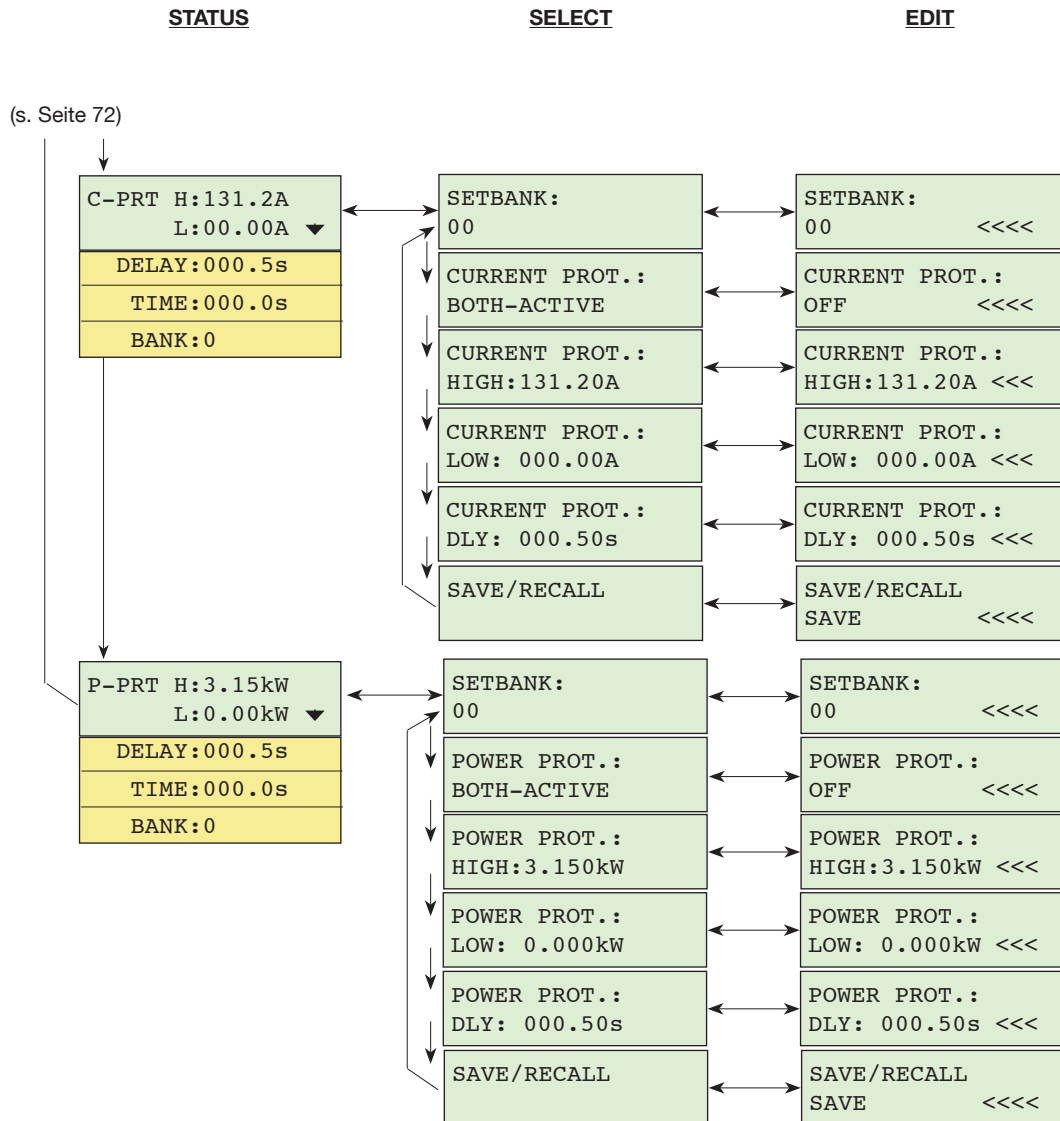 STATUS
SELECT
EDIT
(s. Seite 72)
C-PRT H:131.2A
L:00.00A
DELAY:000.5s
TIME:000.0s
BANK:0
SETBANK:
00
CURRENT PROT.:
BOTH-ACTIVE
CURRENT PROT.:
HIGH:131.20A
CURRENT PROT.:
LOW: 000.00A
CURRENT PROT.:
DLY: 000.50s
SAVE/RECALL
SETBANK:
00 <<<<
CURRENT PROT.:
OFF <<<<
CURRENT PROT.:
HIGH:131.20A <<<
CURRENT PROT.:
LOW: 000.00A <<<
CURRENT PROT.:
DLY: 000.50s <<<
SAVE/RECALL
SAVE <<<<
P-PRT H:3.15kW
L:0.00kW
DELAY:000.5s
TIME:000.0s
BANK:0
SETBANK:
00
POWER PROT.:
BOTH-ACTIVE
POWER PROT.:
HIGH:3.150kW
POWER PROT.:
LOW: 0.000kW
POWER PROT.:
DLY: 000.50s
SAVE/RECALL
SETBANK:
00 <<<<
POWER PROT.:
OFF <<<<
POWER PROT.:
HIGH:3.150kW <<<
POWER PROT.:
LOW: 0.000kW <<<
POWER PROT.:
DLY: 000.50s <<<
SAVE/RECALL
SAVE <<<<